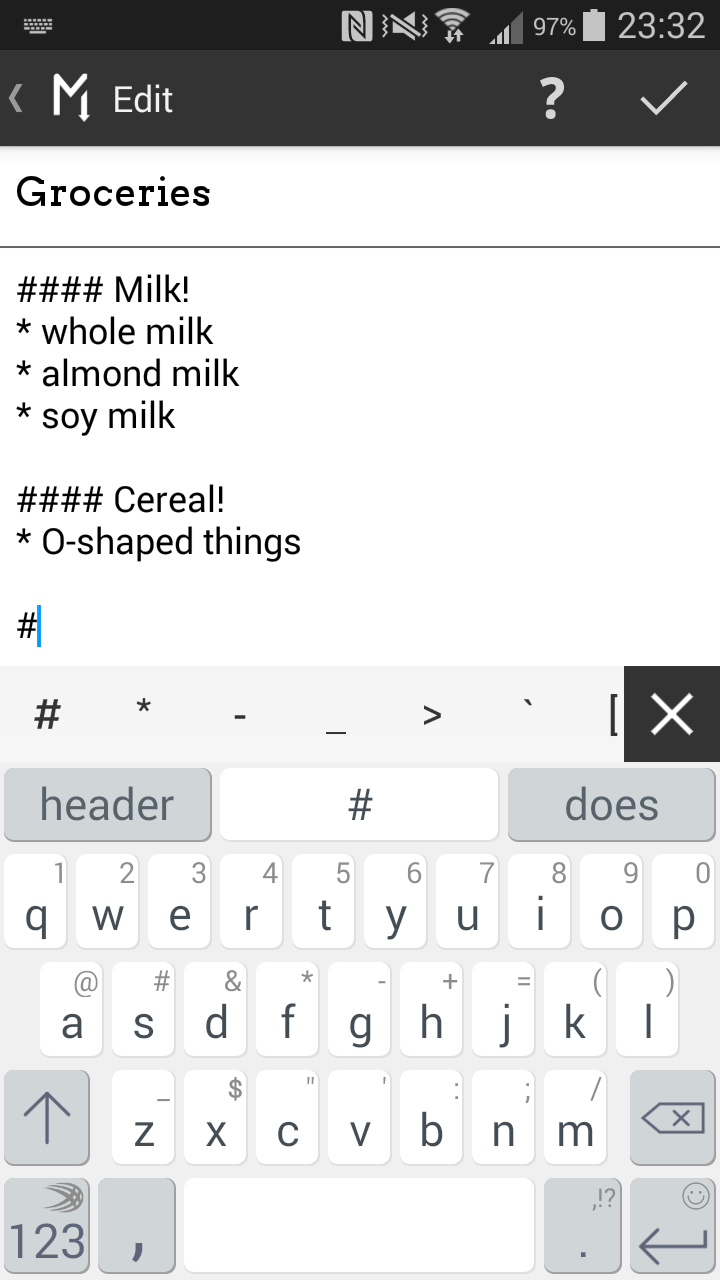 97% 23:32
Edit ?
Groceries
#### Milk!
* whole milk
* almond milk
* soy milk
#### Cereal!
* O-shaped things
#
# * - _ > ` [
header # does
1 2 3 4 5 6 7 8 9 0
q w e r t y u i o p
@ # & * - + = ( )
a s d f g h j k l
_ $ " ' : ; /
z x c v b n m
,!?
123 , .